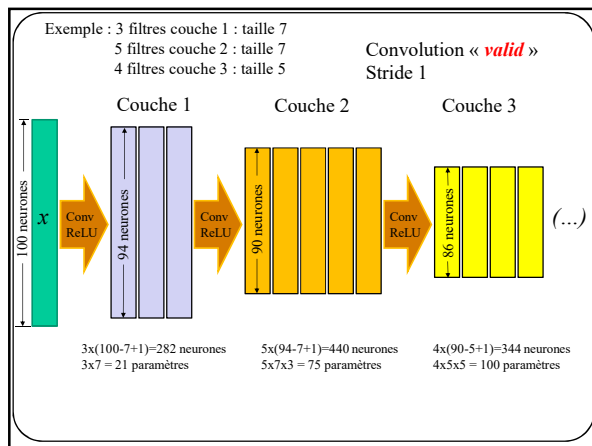 Exemple : 3 filtres couche 1 : taille 7
5 filtres couche 2 : taille 7
4 filtres couche 3 : taille 5
Convolution « valid »
Stride 1
Couche 1
Couche 2
Couche 3
100 neurones
x
Conv
ReLU
94 neurones
Conv
ReLU
90 neurones
Conv
ReLU
86 neurones
(...)
3x(100-7+1)=282 neurones
3x7 = 21 paramètres
5x(94-7+1)=440 neurones
5x7x3 = 75 paramètres
4x(90-5+1)=344 neurones
4x5x5 = 100 paramètres